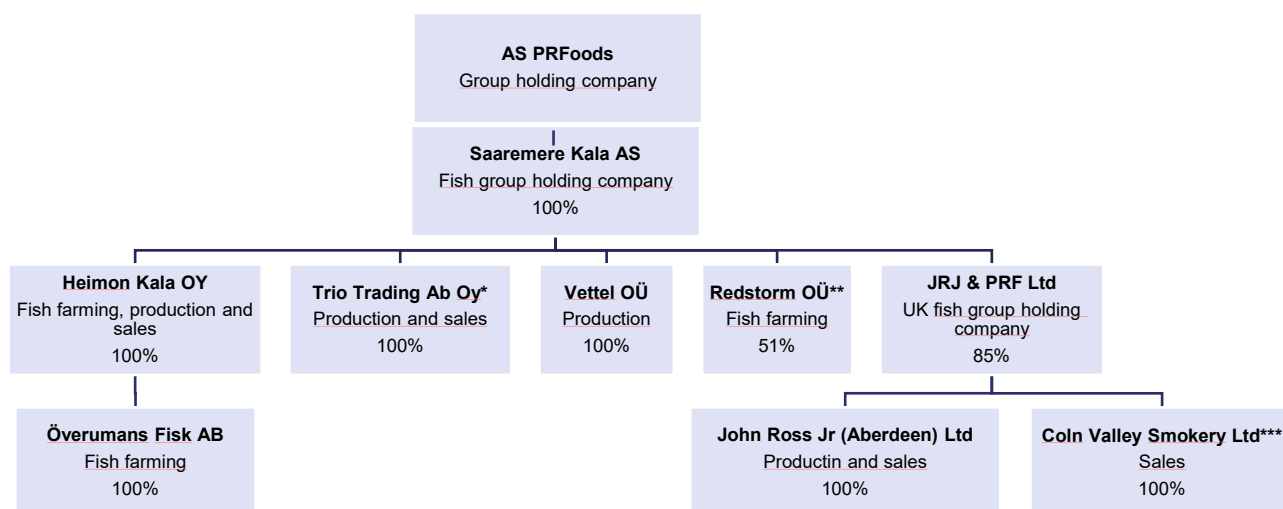 AS PRFoods
Group holding company
Saaremere Kala AS
Fish group holding company
100%
Heimon Kala OY
Fish farming, production and
sales
100%
Trio Trading Ab Oy*
Production and sales
100%
Vettel OÜ
Production
100%
Redstorm OÜ**
Fish farming
51%
JRJ & PRF Ltd
UK fish group holding
company
85%
Överumans Fisk AB
Fish farming
100%
John Ross Jr (Aberdeen) Ltd
Productin and sales
100%
Coln Valley Smokery Ltd***
Sales
100%